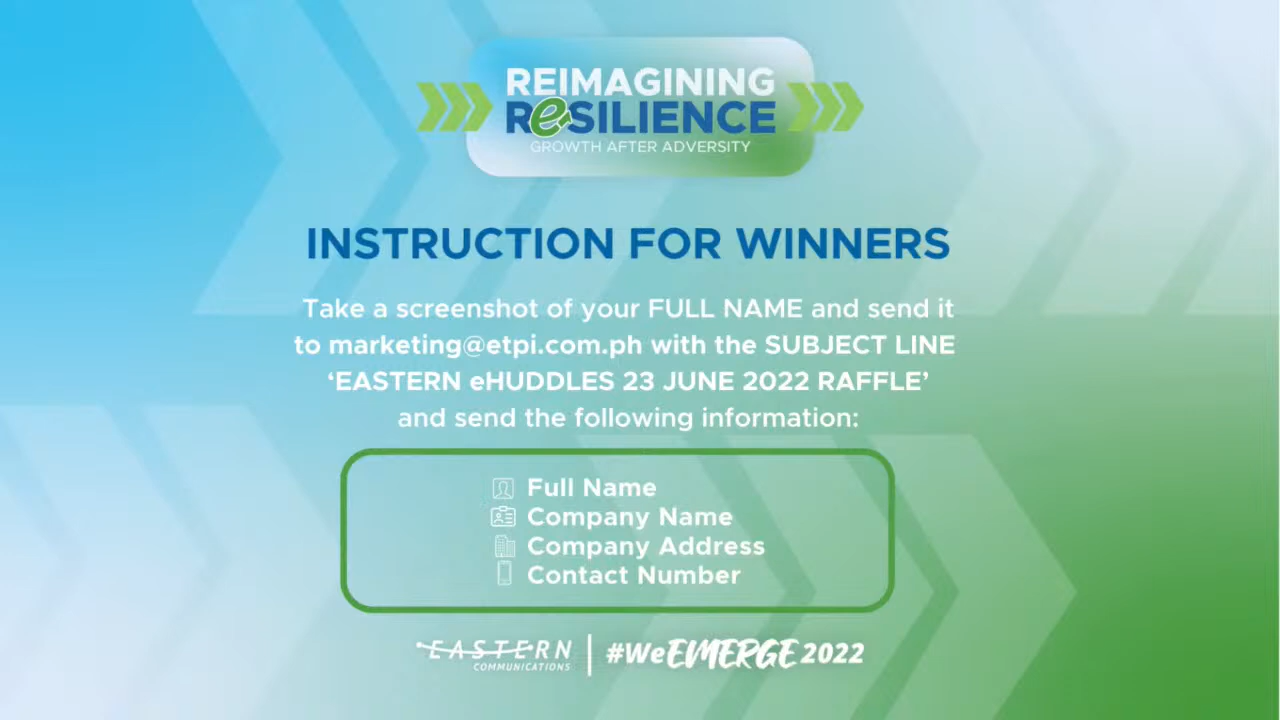 REIMAGINING
ReSILIENCE
GROWTH AFTER ADVERSITY
INSTRUCTION FOR WINNERS
Take a screenshot of your FULL NAME and send it
to marketing@etpi.com.ph with the SUBJECT LINE
‘EASTERN eHUDDLES 23 JUNE 2022 RAFFLE’
and send the following information:
Full Name
Company Name
Company Address
Contact Number
EASTERN COMMUNICATIONS | #WeEMERGE2022